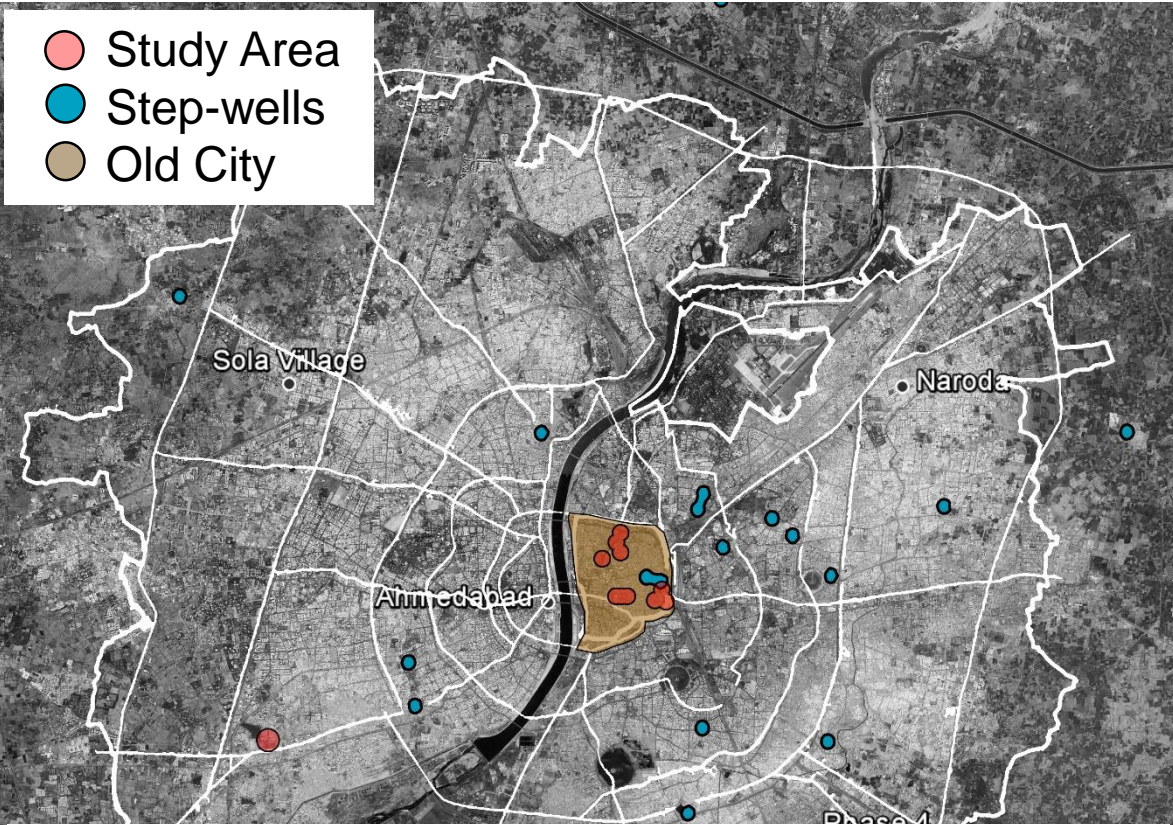 Study Area
Step-wells
Old City
Sola Village
Naroda
Ahmedabad
Phase 4